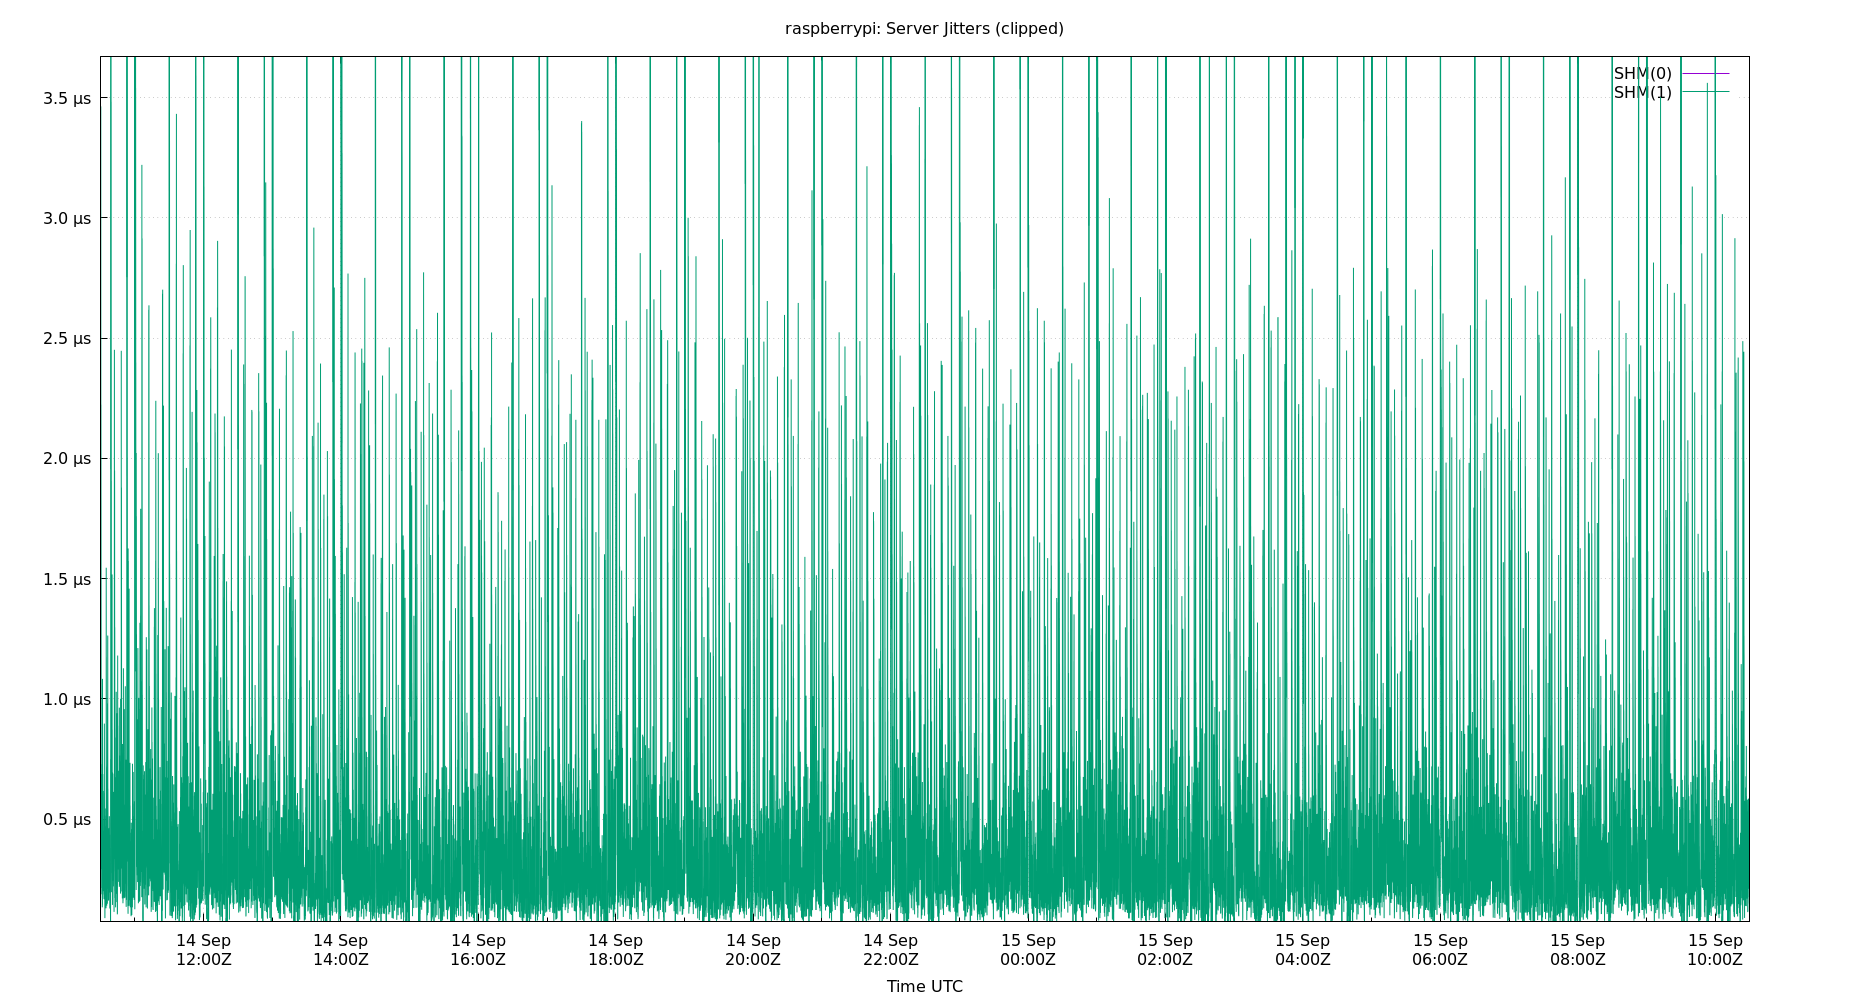 raspberrypi: Server Jitters (clipped)
SHM(0)
SHM(1)
3.5 µs
3.0 µs
2.5 µs
2.0 µs
1.5 µs
1.0 µs
0.5 µs
14 Sep 14 Sep 14 Sep 14 Sep 14 Sep 14 Sep 15 Sep 15 Sep 15 Sep 15 Sep 15 Sep 15 Sep
12:00Z 14:00Z 16:00Z 18:00Z 20:00Z 22:00Z 00:00Z 02:00Z 04:00Z 06:00Z 08:00Z 10:00Z
Time UTC